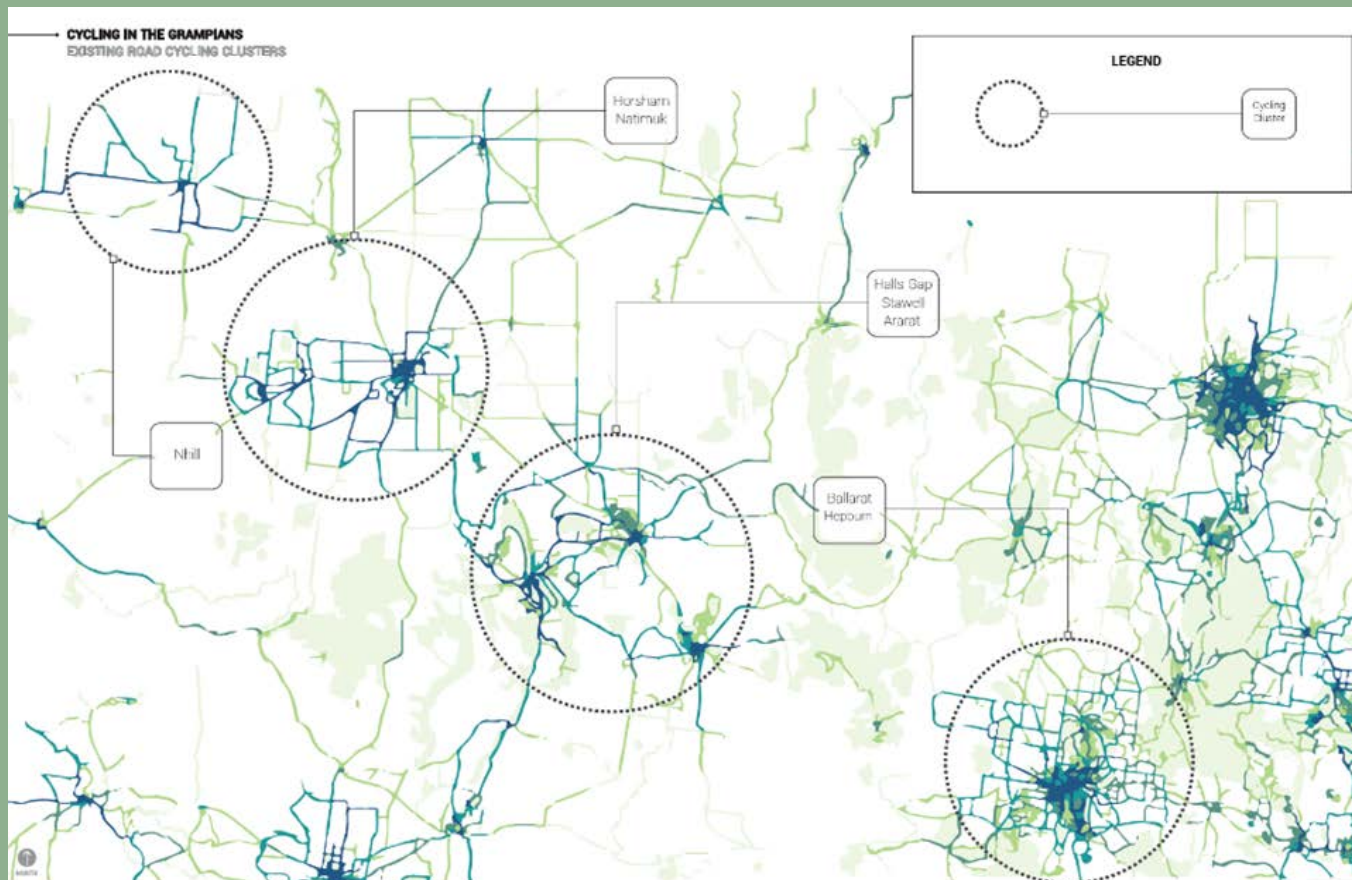 CYCLING IN THE GRAMPIANS
EXISTING ROAD CYCLING CLUSTERS
LEGEND
Cycling
Cluster
Horsham
Natimuk
Halls Gap
Stawell
Ararat
Nhill
Ballarat
Hepburn
NORTH